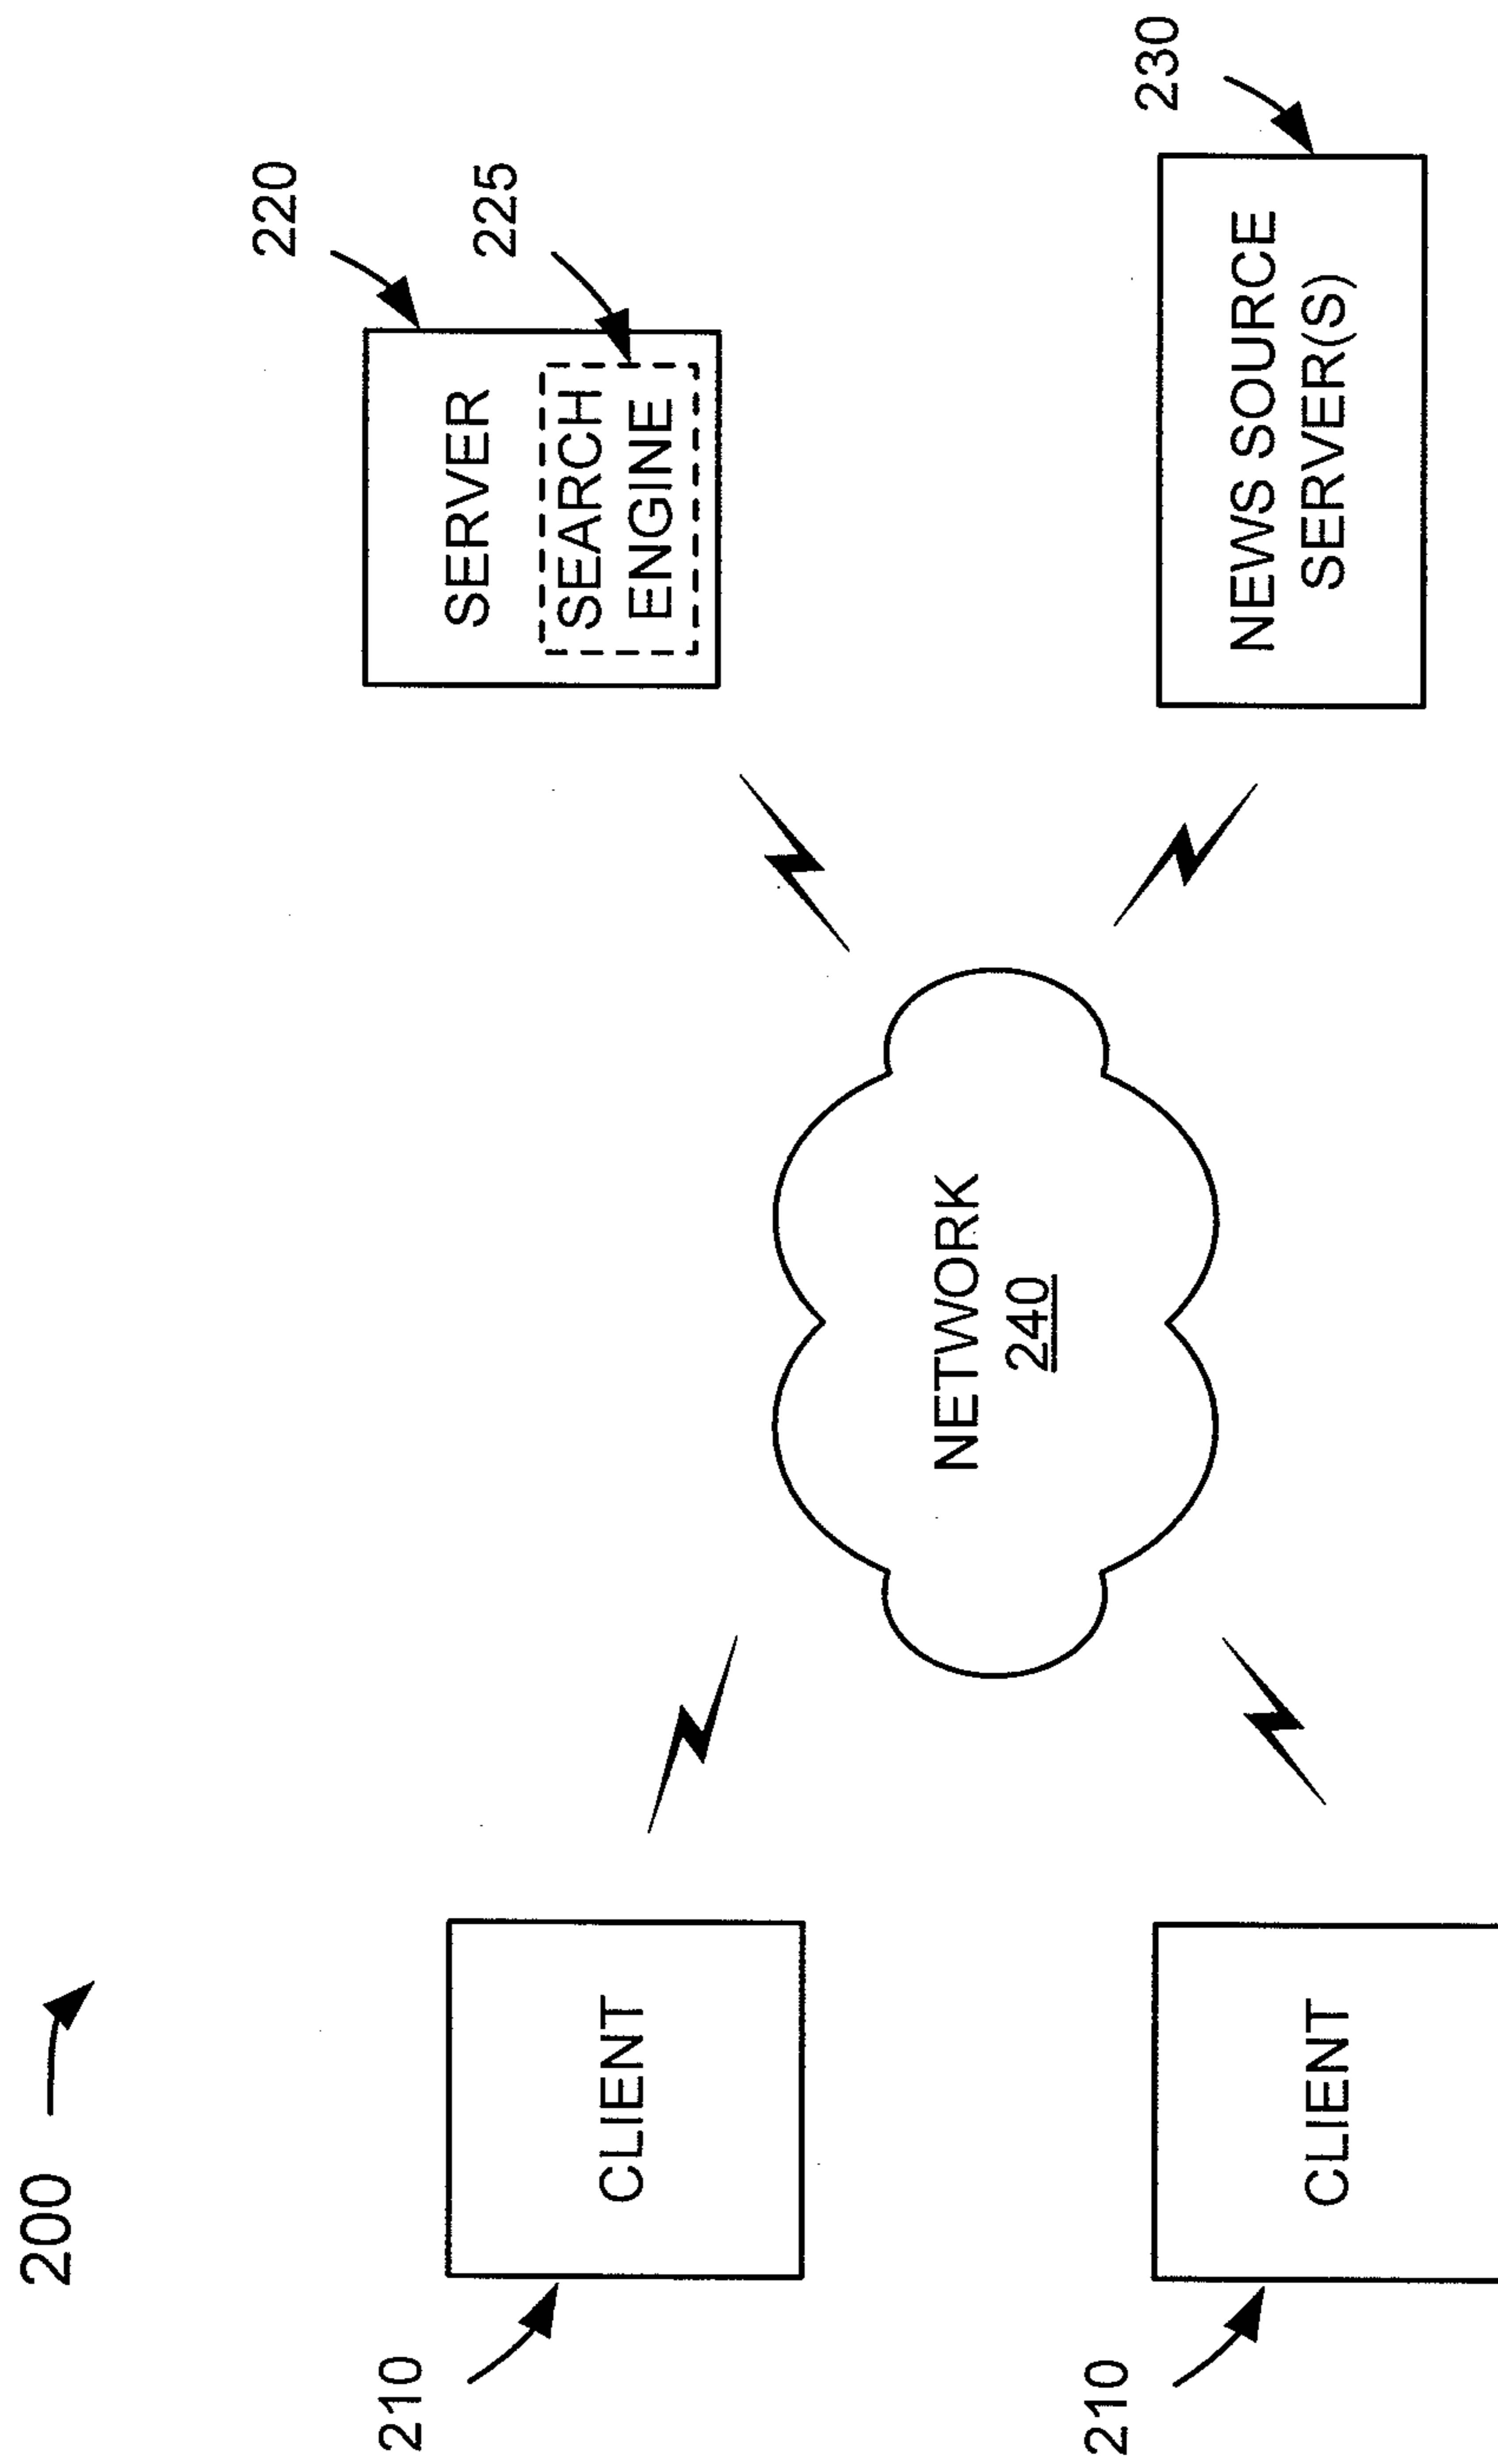 200
210
CLIENT
210
CLIENT
NETWORK
240
220
SERVER
225
SEARCH
ENGINE
230
NEWS SOURCE
SERVER(S)